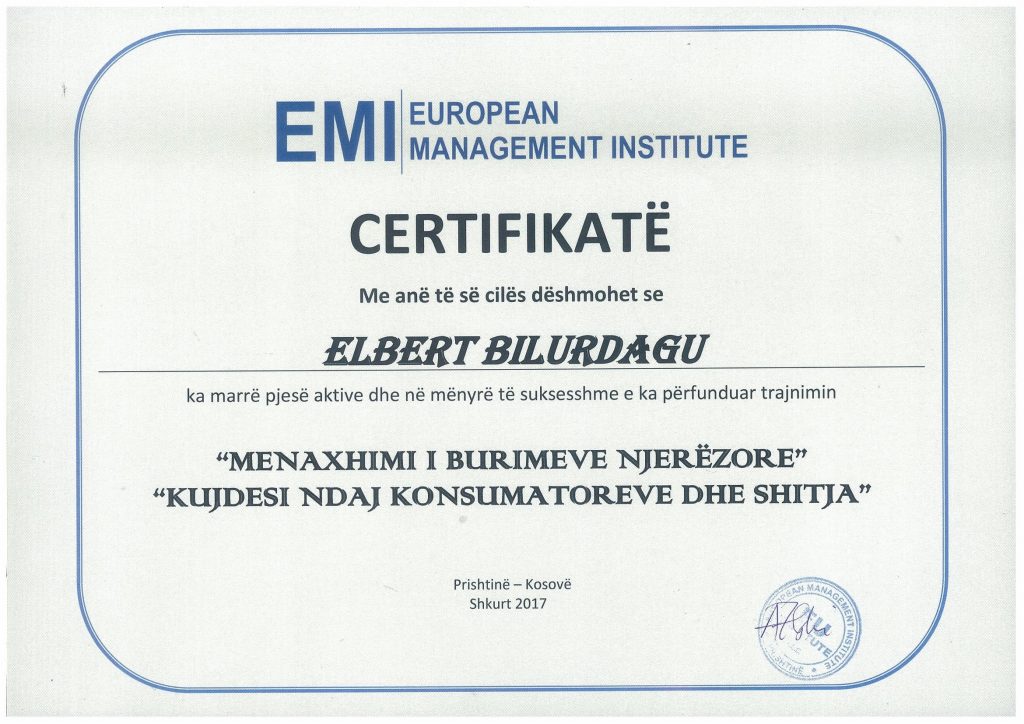 EMI EUROPEAN
MANAGEMENT INSTITUTE
CERTIFIKATË
Me anë të së cilës dëshmohet se
ELBERT BILURDAGU
ka marrë pjesë aktive dhe në mënyrë të suksesshme e ka përfunduar trajnimin
“MENAXHIMI I BURIMEVE NJERËZORE”
“KUJDESI NDAJ KONSUMATOREVE DHE SHITJA”
Prishtinë – Kosovë
Shkurt 2017
MANAGEMENT INSTITUTE